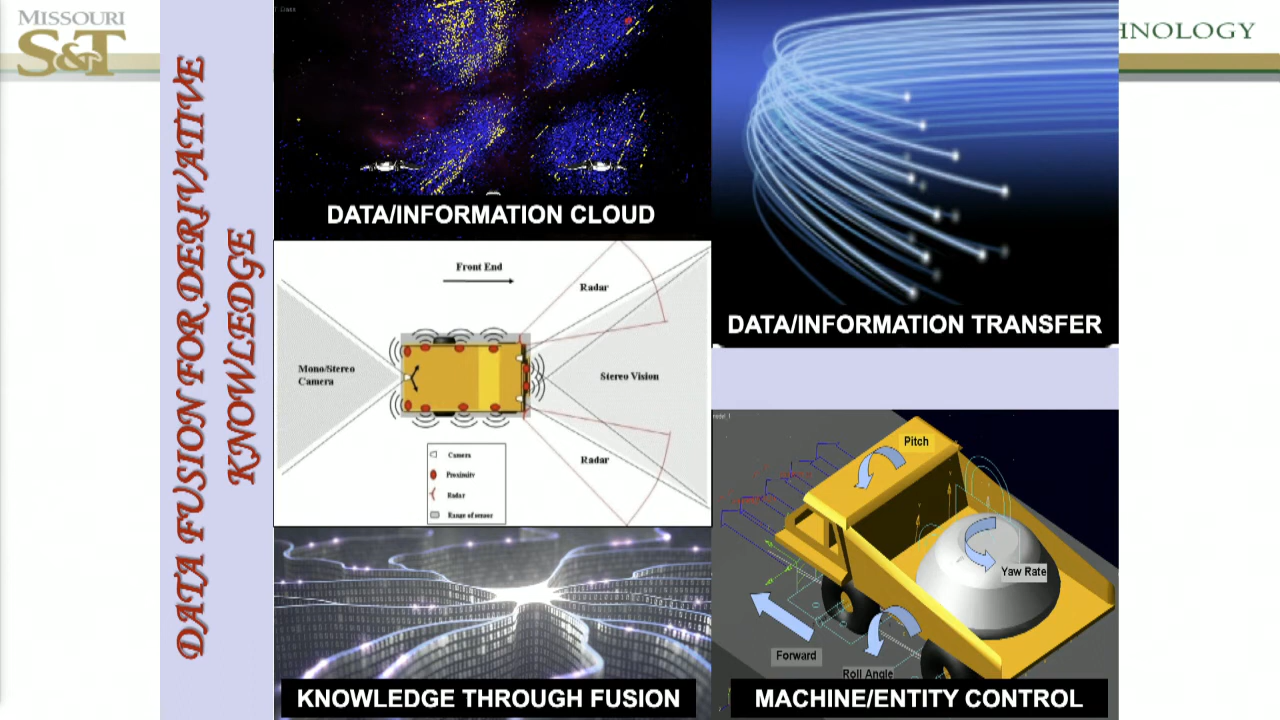 MISSOURI
S&T
HNOLOGY
DATA FUSION FOR DERIVATIVE
KNOWLEDGE
DATA/INFORMATION CLOUD
DATA/INFORMATION TRANSFER
Front End
Radar
Mono/Stereo
Camera
Stereo Vision
Radar
Camera
Proximity
Radar
Range of sensor
KNOWLEDGE THROUGH FUSION
Pitch
Yaw Rate
Forward
Roll Angle
MACHINE/ENTITY CONTROL